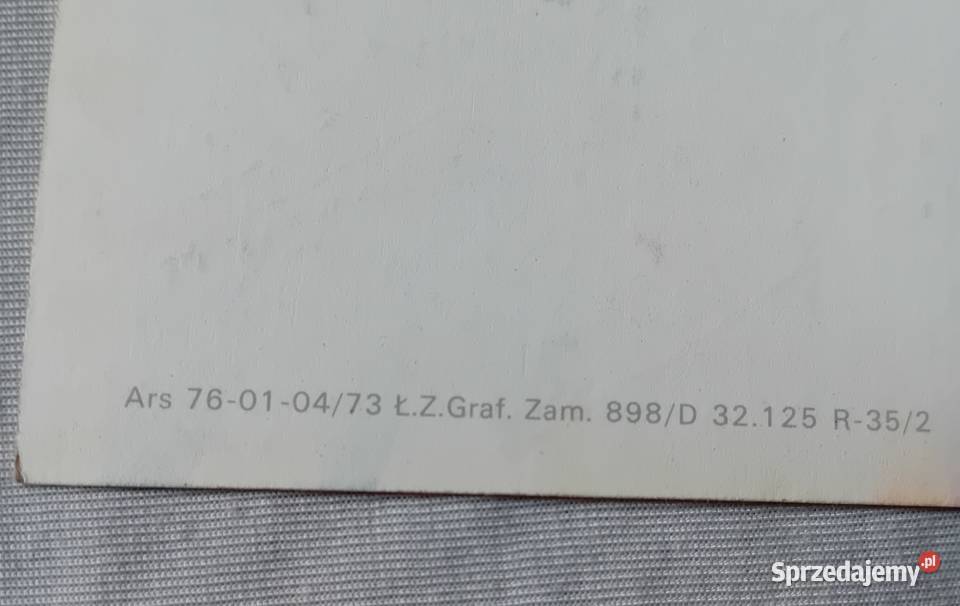 Ars 76-01-04/73 Ł.Z.Graf. Zam. 898/D 32.125 R-35/2
Sprzedajemy.pl